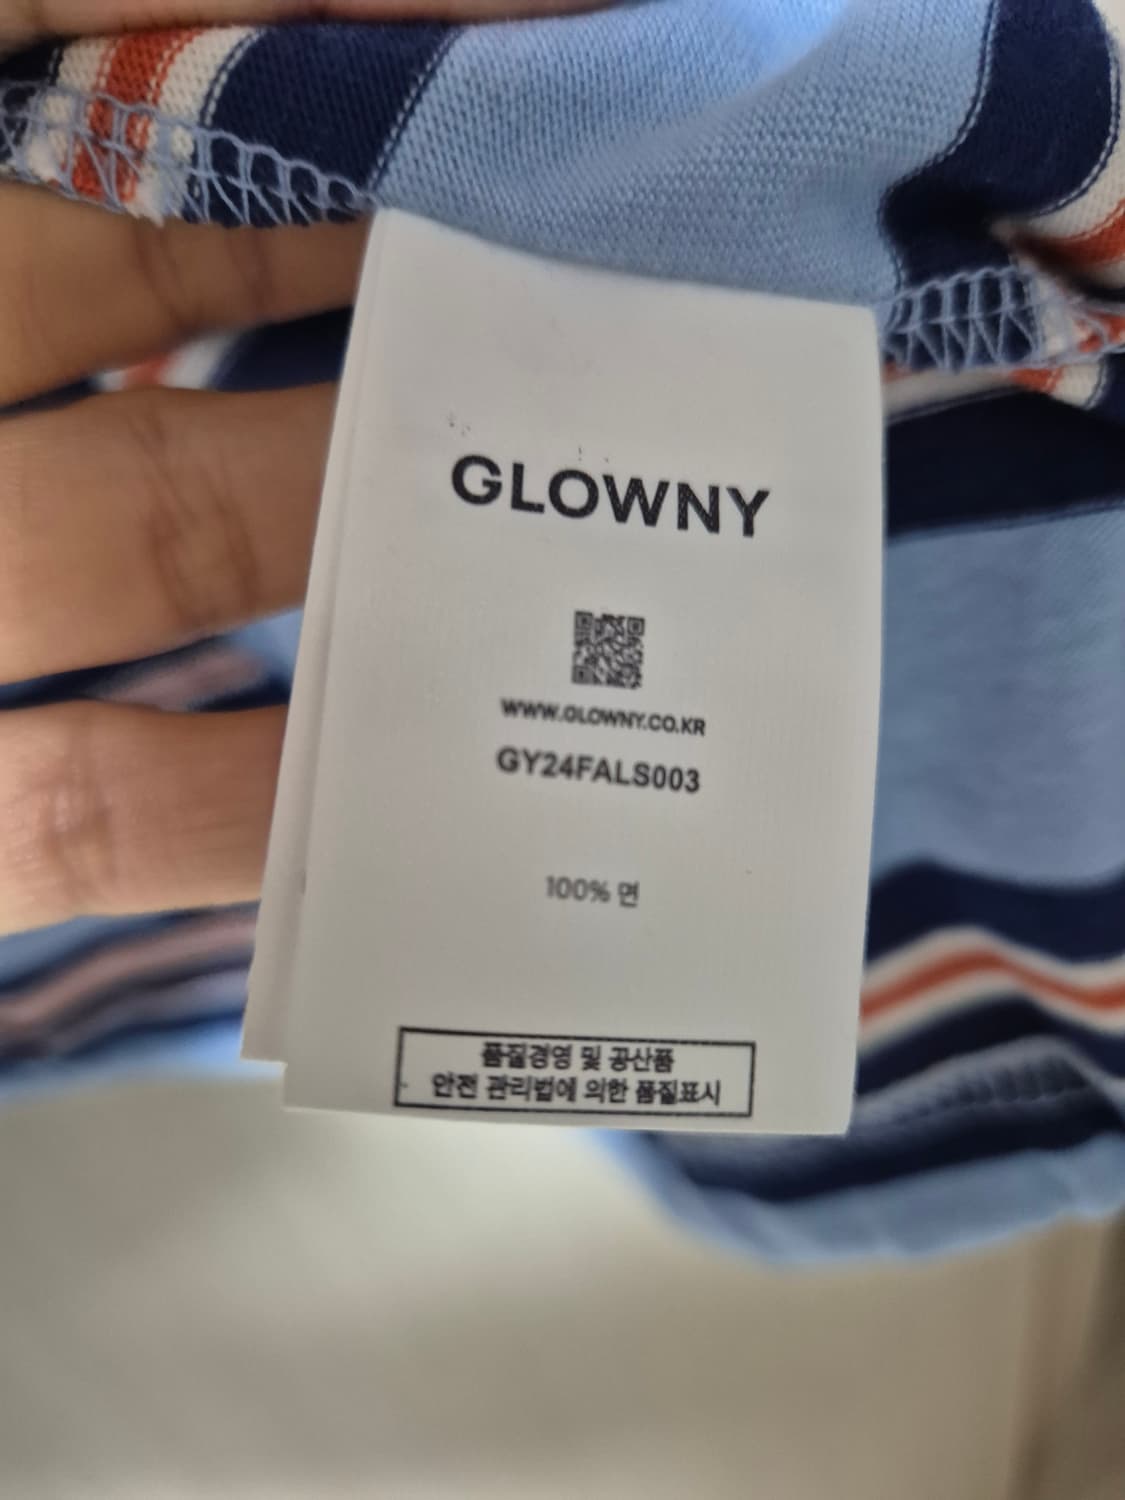 GLOWNY
WWW.GLOWNY.CO.KR
GY24FALS003
100% 면
품질경영 및 공산품
안전 관리법에 의한 품질표시